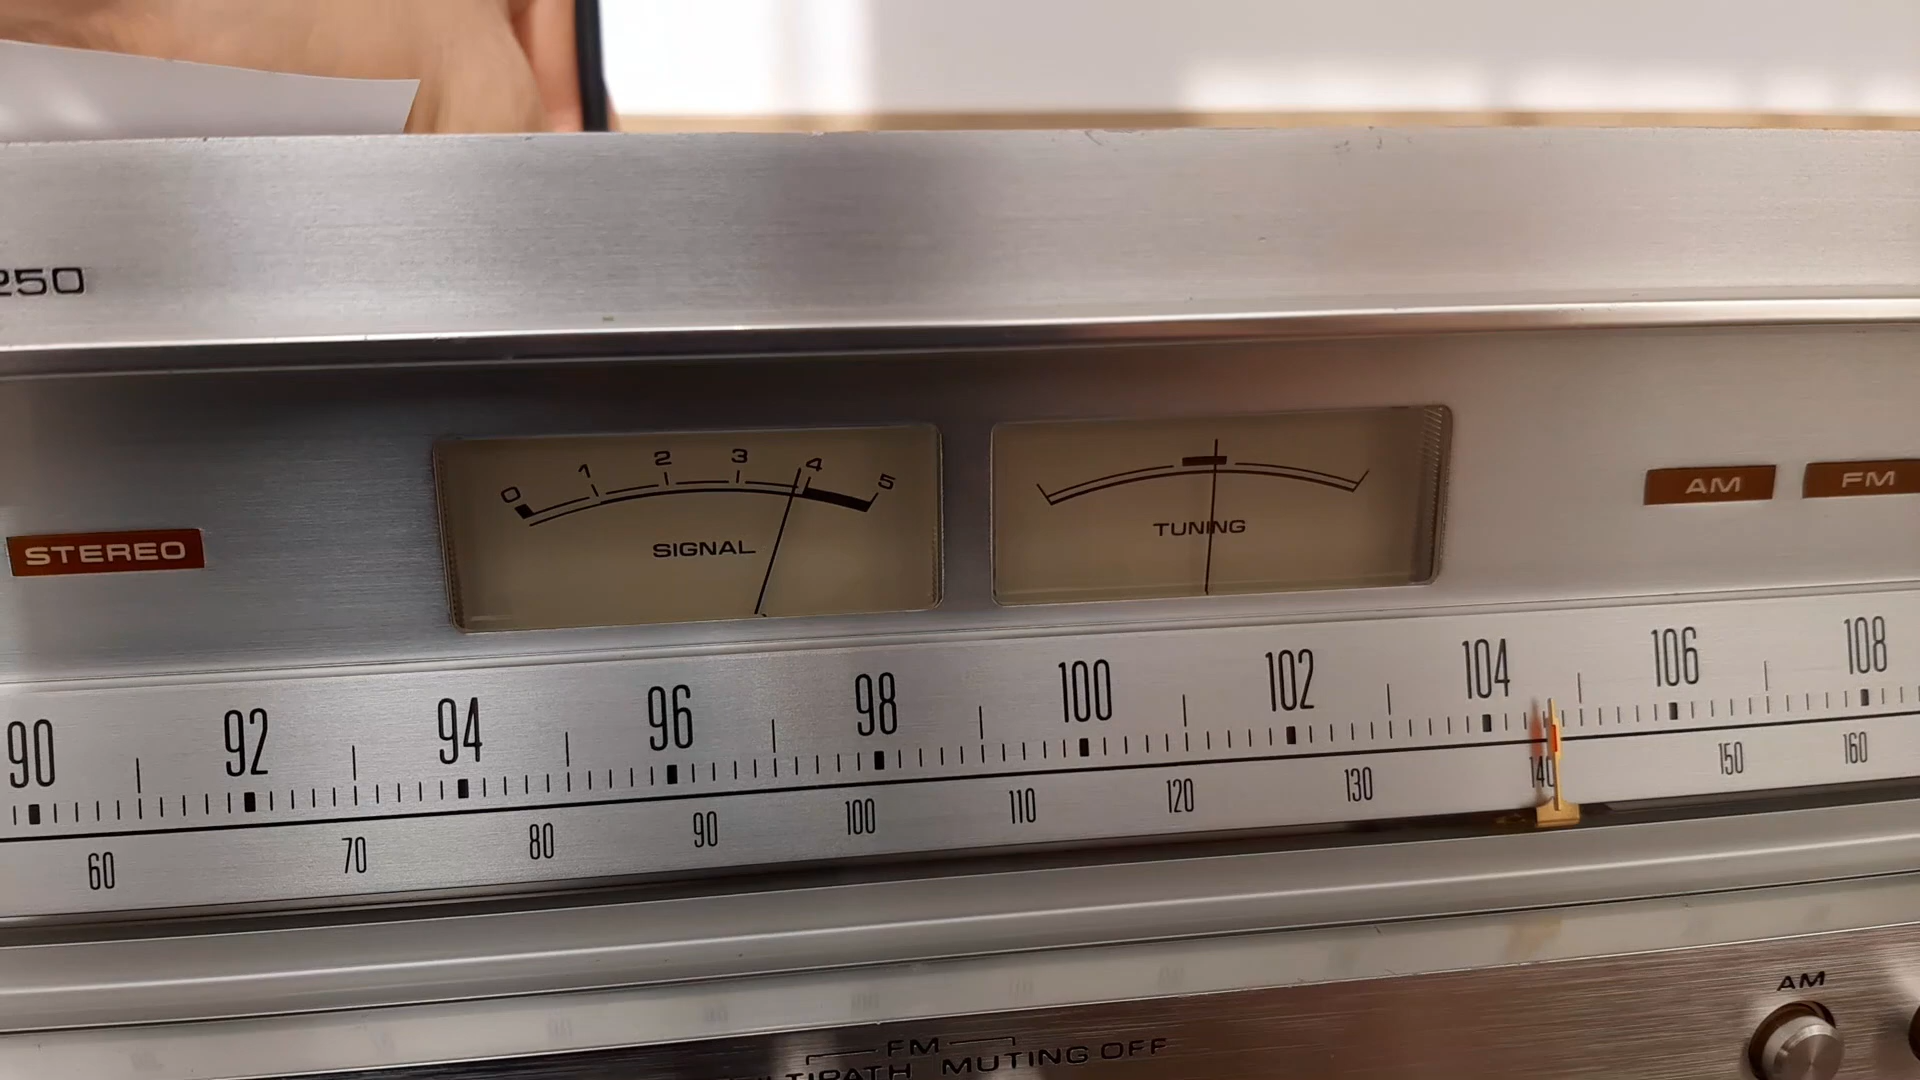 250
0 1 2 3 4 5
SIGNAL
TUNING
STEREO
AM FM
90 92 94 96 98 100 102 104 106 108
60 70 80 90 100 110 120 130 140 150 160
AM
FM
MUTING OFF